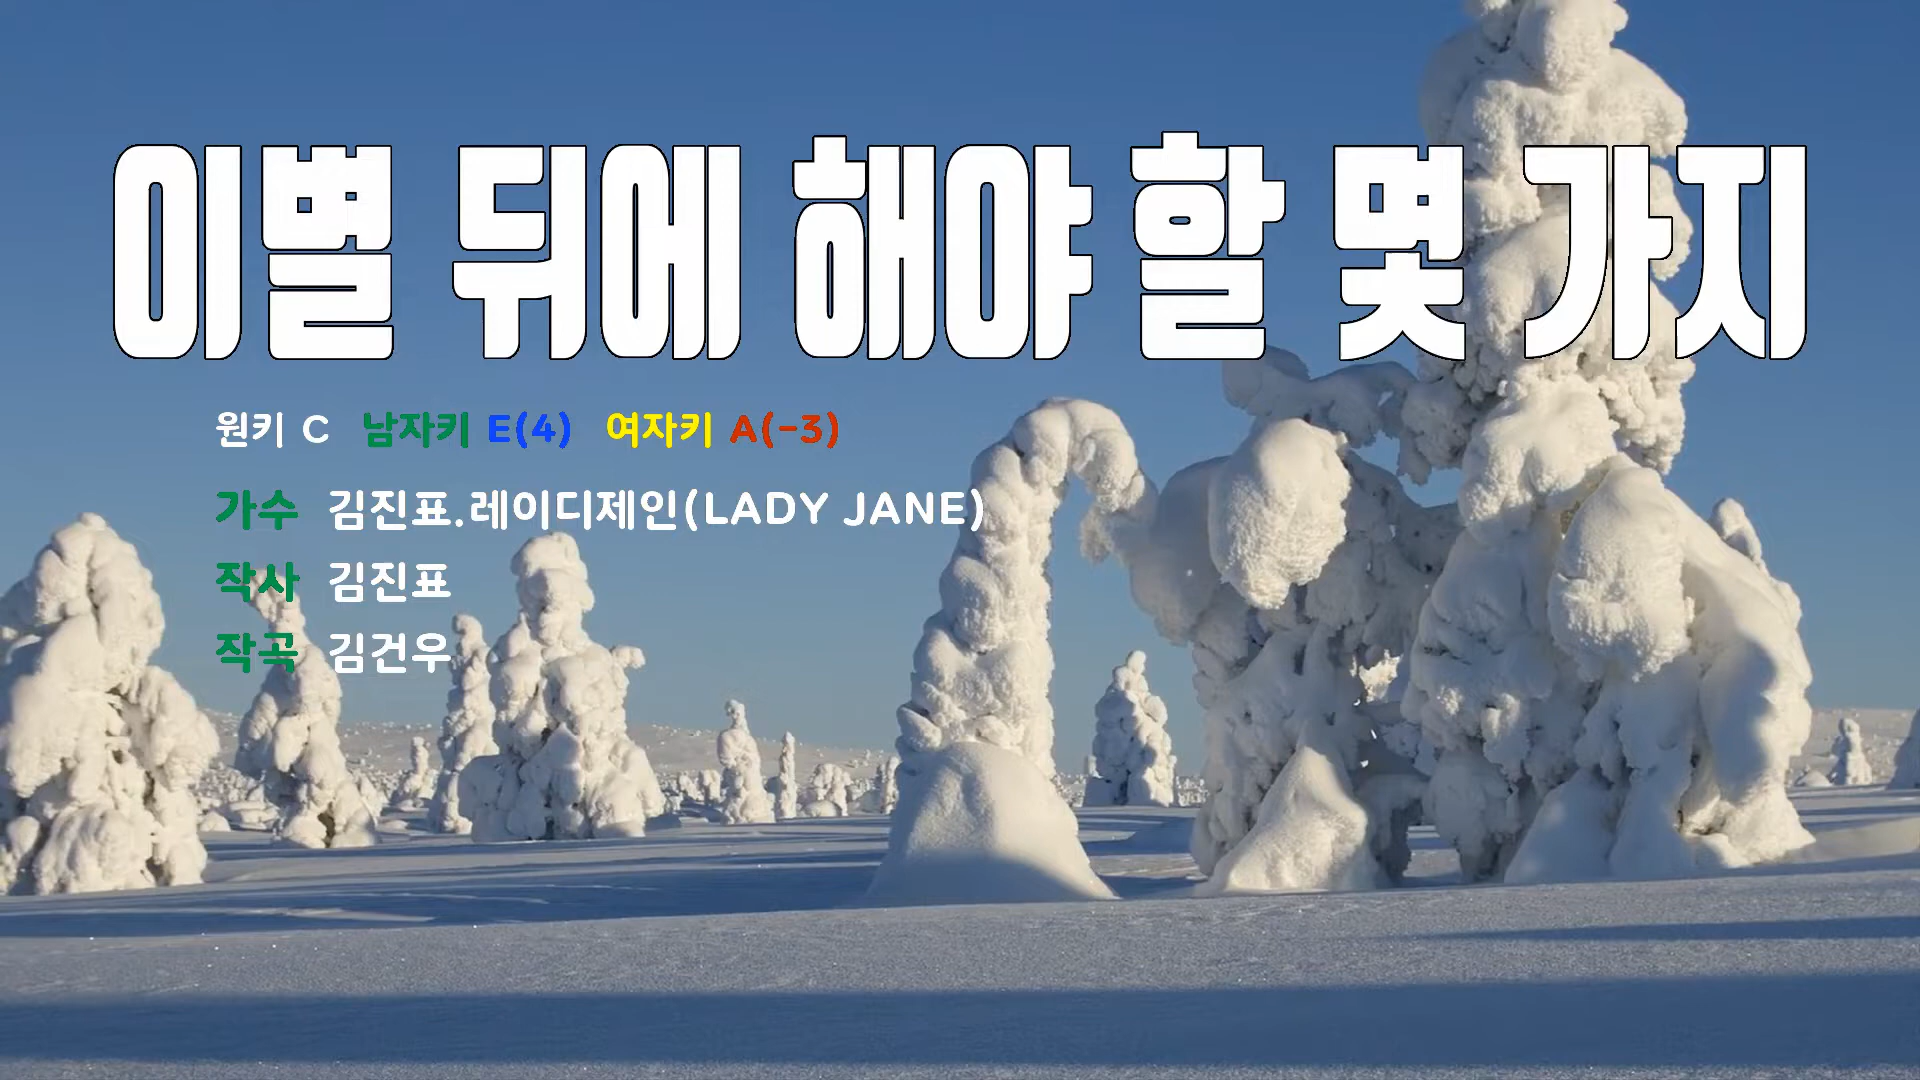 이별 뒤에 해야 할 몇 가지
원키 C 남자키 E(4) 여자키 A(-3)
가수 김진표.레이디제인(LADY JANE)
작사 김진표
작곡 김건우